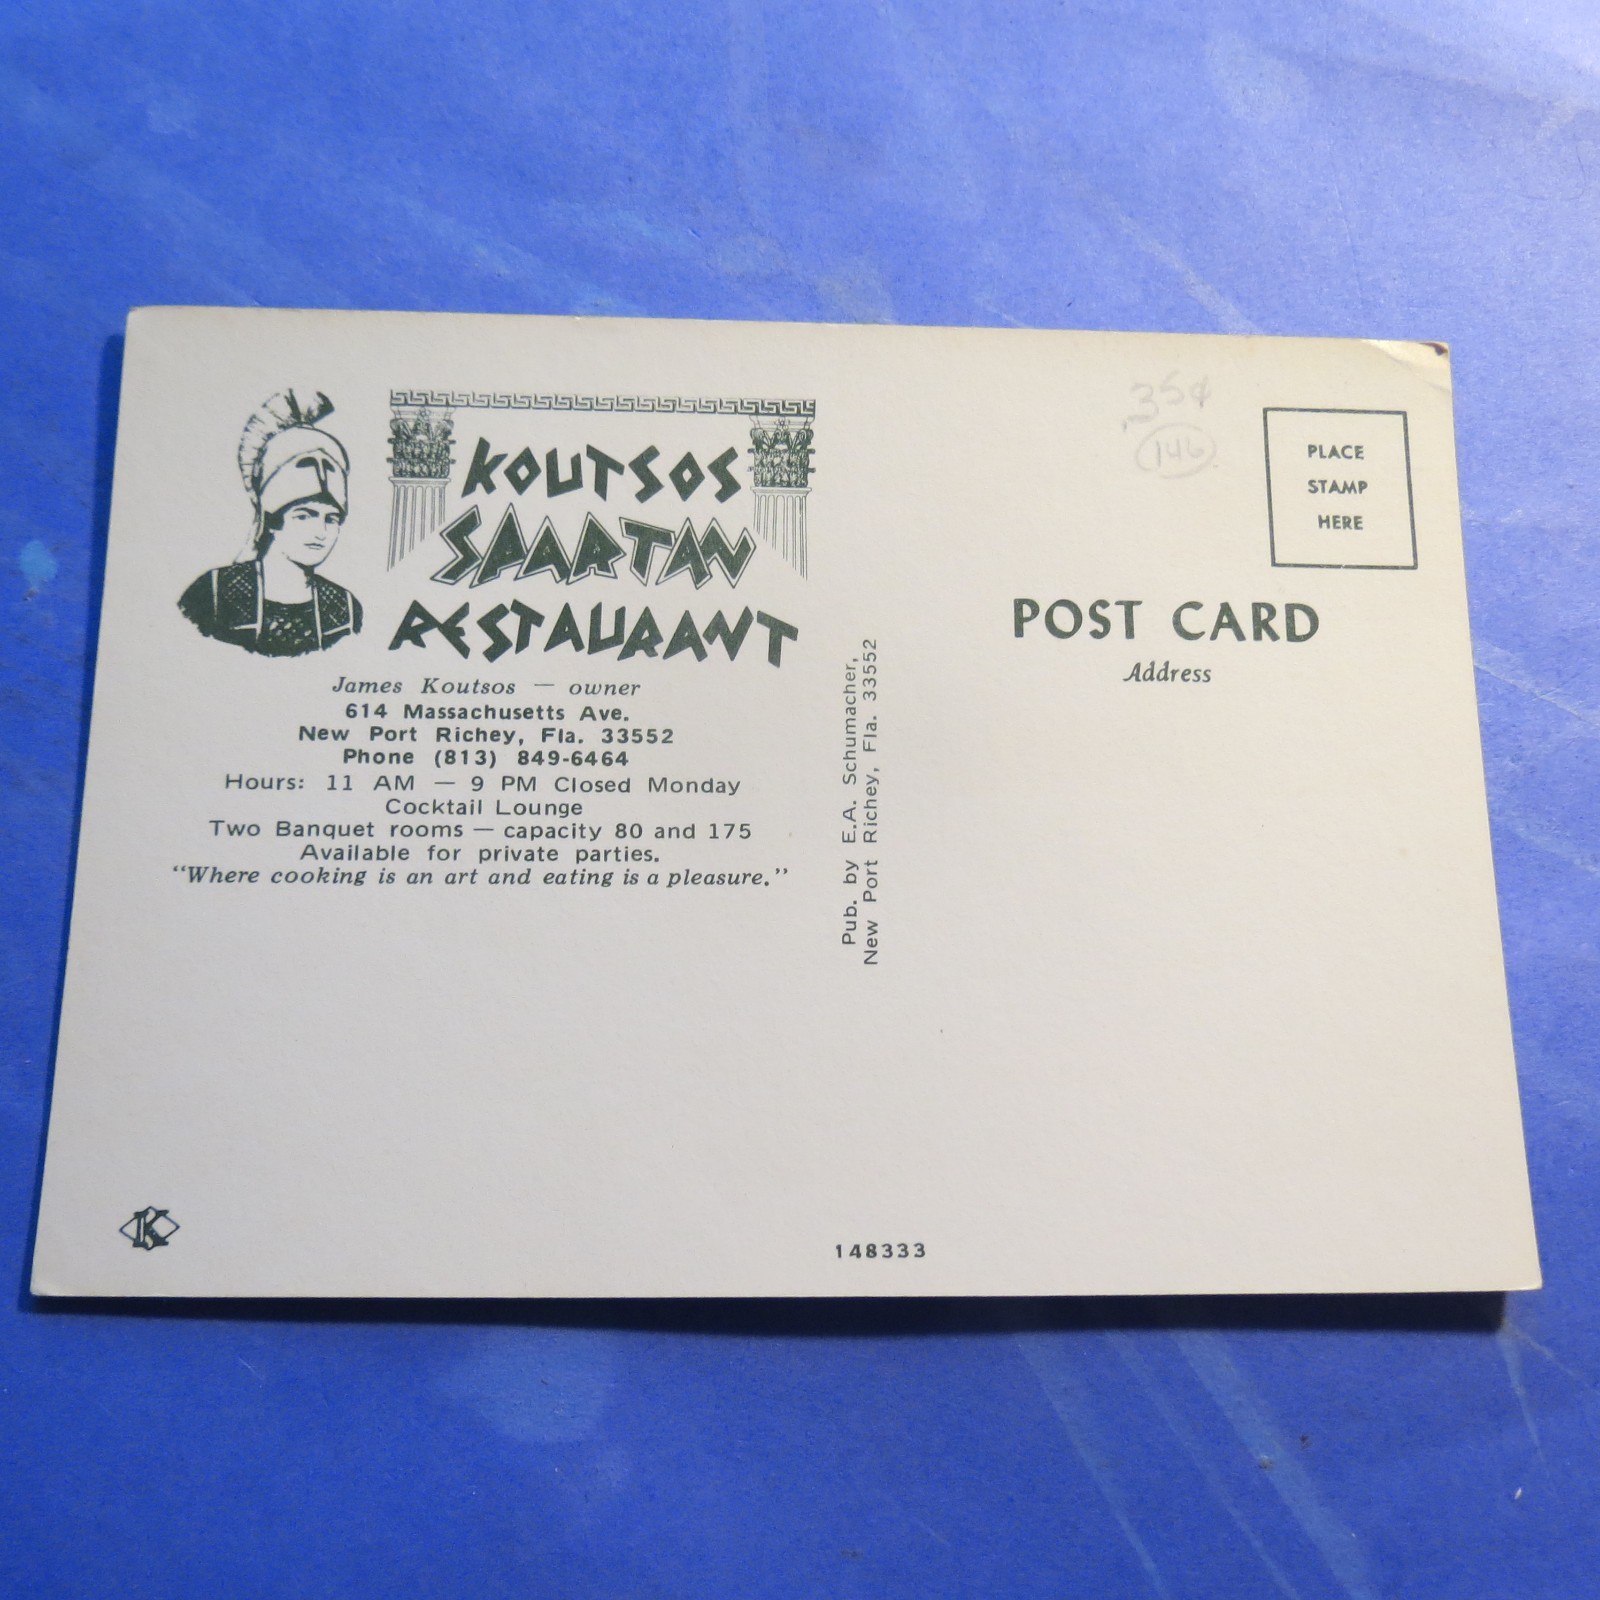 KOUTSOS
SPARTAN
RESTAURANT
James Koutsos — owner
614 Massachusetts Ave.
New Port Richey, Fla. 33552
Phone (813) 849-6464
Hours: 11 AM — 9 PM Closed Monday
Cocktail Lounge
Two Banquet rooms — capacity 80 and 175
Available for private parties.
“Where cooking is an art and eating is a pleasure.”
K
Pub. by E.A. Schumacher,
New Port Richey, Fla. 33552
148333
.35¢
146
PLACE
STAMP
HERE
POST CARD
Address